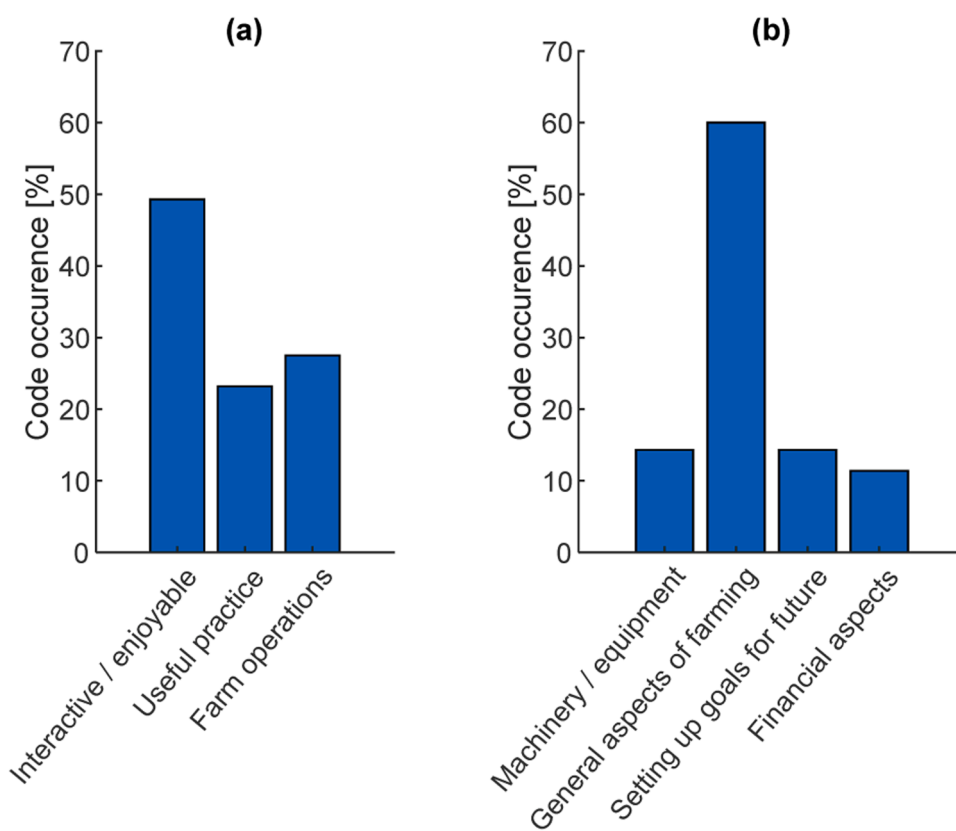 (a)
70
60
50
40
30
20
10
0
Code occurence [%]
Interactive / enjoyable
Useful practice
Farm operations
(b)
70
60
50
40
30
20
10
0
Code occurence [%]
Machinery / equipment
General aspects of farming
Setting up goals for future
Financial aspects